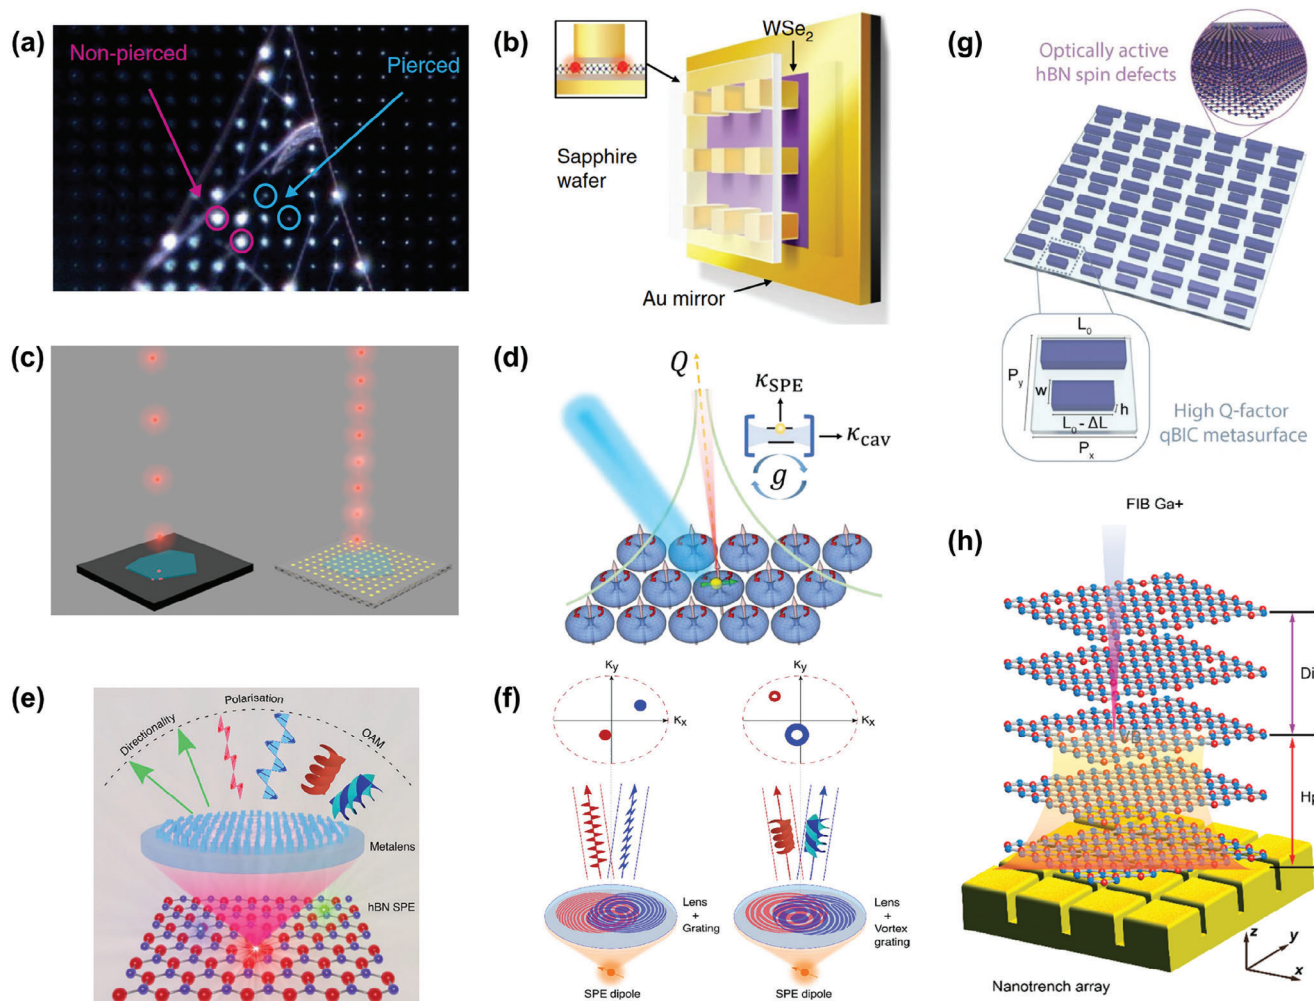 (a)
Non-pierced
Pierced
(b)
WSe₂
Sapphire
wafer
Au mirror
(c)
(d)
Q
κSPE
κcav
g
(e)
Directionality
Polarisation
OAM
Metalens
hBN SPE
(f)
Ky
Kx
Lens
+
Grating
SPE dipole
Ky
Kx
Lens
+
Vortex
grating
SPE dipole
(g)
Optically active
hBN spin defects
L₀
Py
w
h
L₀ - ΔL
Px
High Q-factor
qBIC metasurface
(h)
FIB Ga+
Di
VB
Hp
z
y
x
Nanotrench array